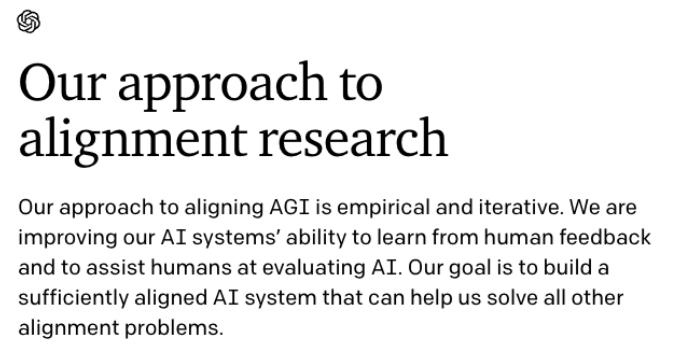 Our approach to
alignment research
Our approach to aligning AGI is empirical and iterative. We are
improving our AI systems’ ability to learn from human feedback
and to assist humans at evaluating AI. Our goal is to build a
sufficiently aligned AI system that can help us solve all other
alignment problems.